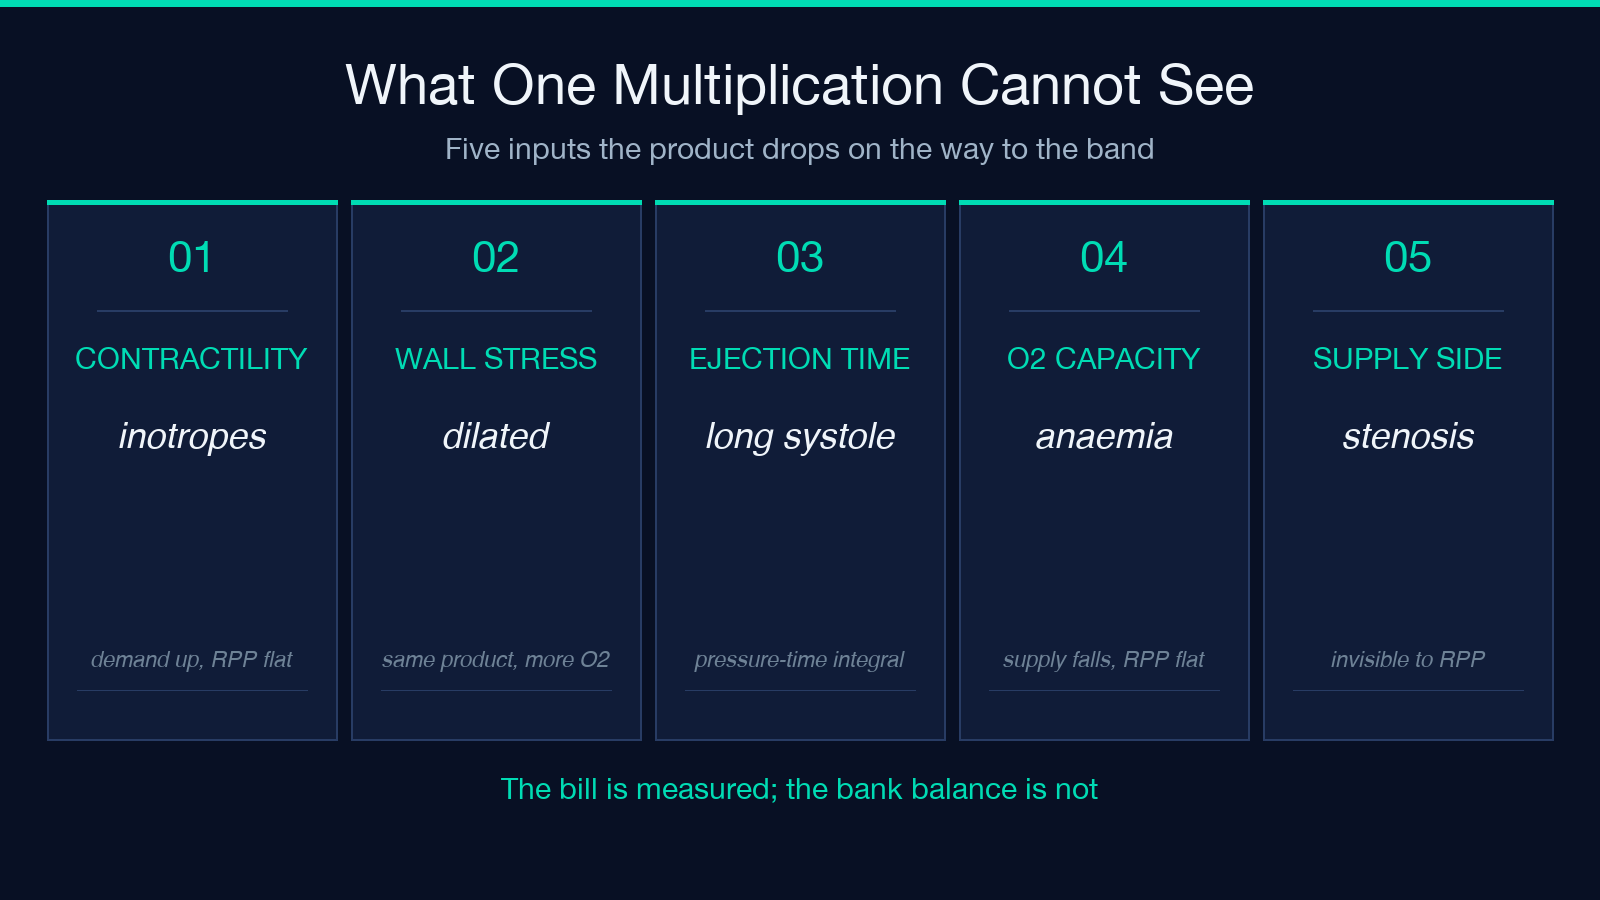 What One Multiplication Cannot See
Five inputs the product drops on the way to the band
01
CONTRACTILITY
inotropes
demand up, RPP flat
02
WALL STRESS
dilated
same product, more O2
03
EJECTION TIME
long systole
pressure-time integral
04
O2 CAPACITY
anaemia
supply falls, RPP flat
05
SUPPLY SIDE
stenosis
invisible to RPP
The bill is measured; the bank balance is not